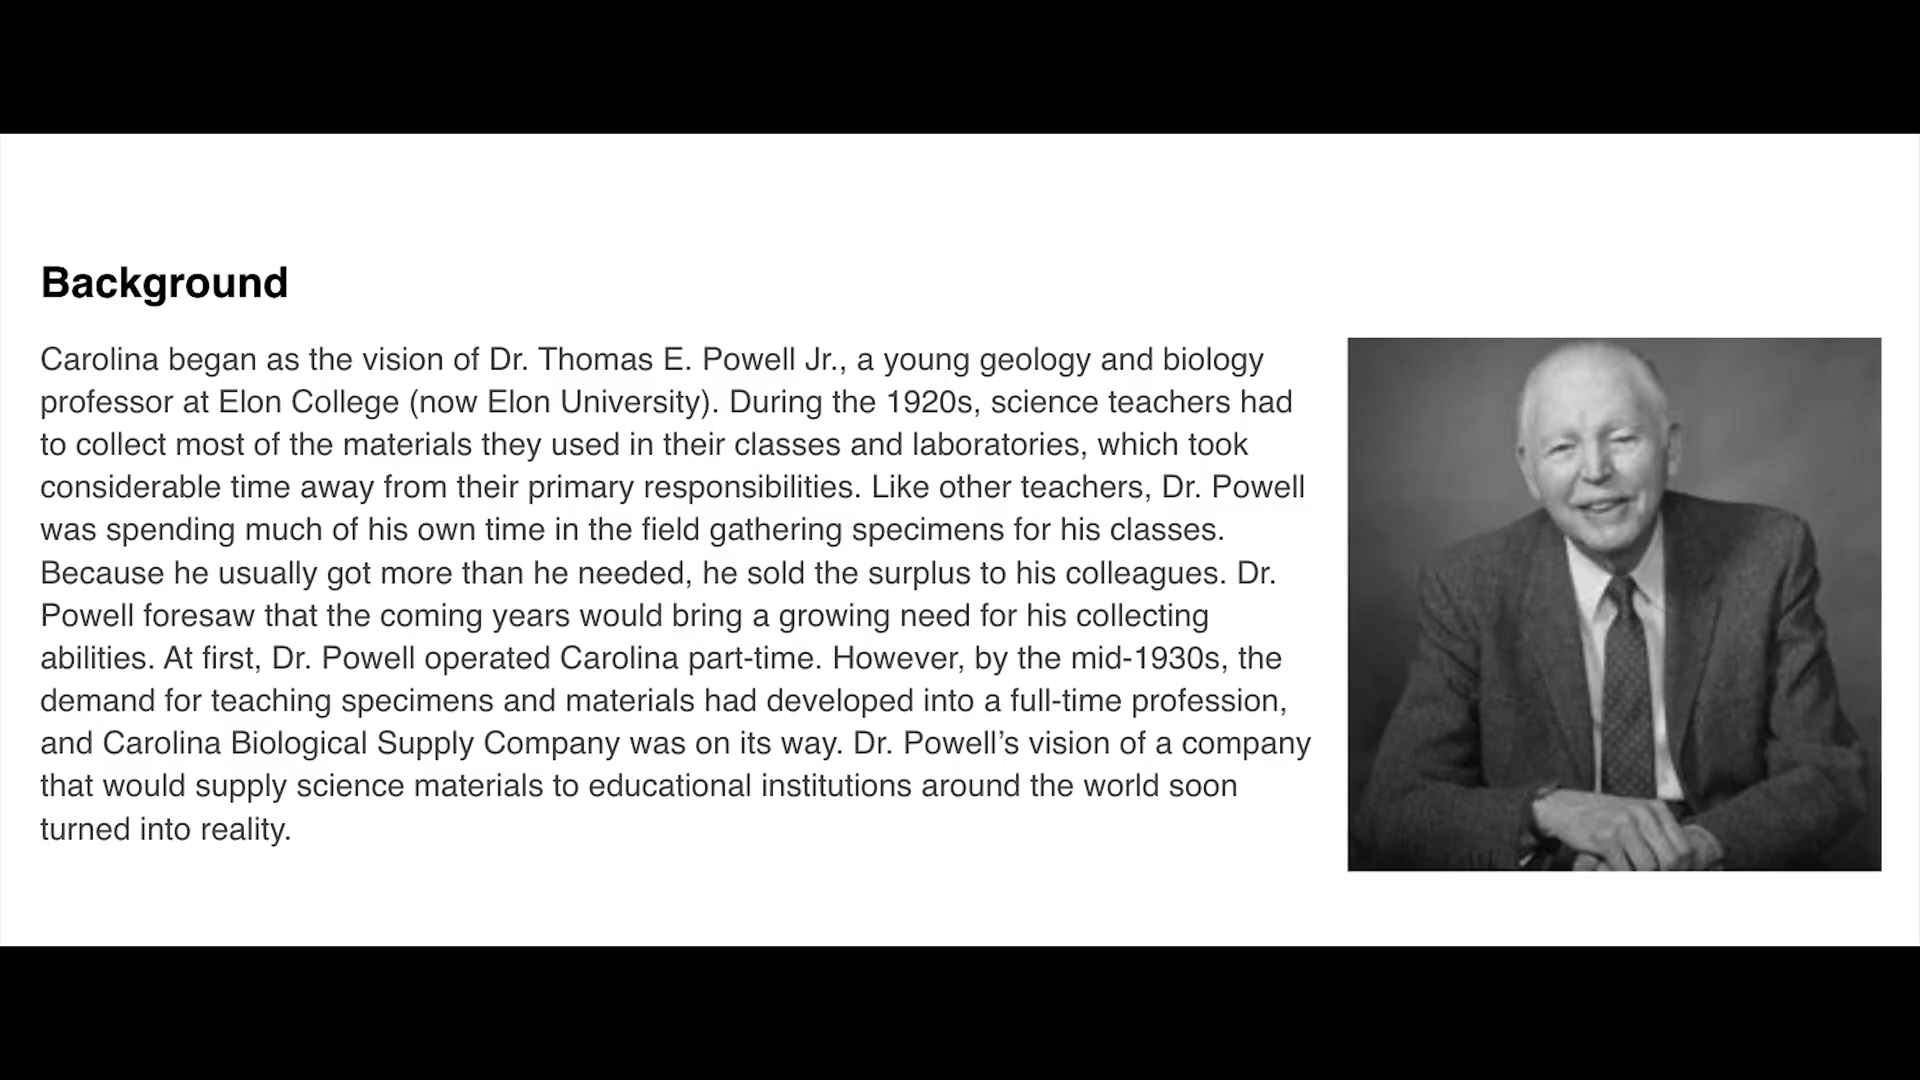 Background
Carolina began as the vision of Dr. Thomas E. Powell Jr., a young geology and biology
professor at Elon College (now Elon University). During the 1920s, science teachers had
to collect most of the materials they used in their classes and laboratories, which took
considerable time away from their primary responsibilities. Like other teachers, Dr. Powell
was spending much of his own time in the field gathering specimens for his classes.
Because he usually got more than he needed, he sold the surplus to his colleagues. Dr.
Powell foresaw that the coming years would bring a growing need for his collecting
abilities. At first, Dr. Powell operated Carolina part-time. However, by the mid-1930s, the
demand for teaching specimens and materials had developed into a full-time profession,
and Carolina Biological Supply Company was on its way. Dr. Powell’s vision of a company
that would supply science materials to educational institutions around the world soon
turned into reality.